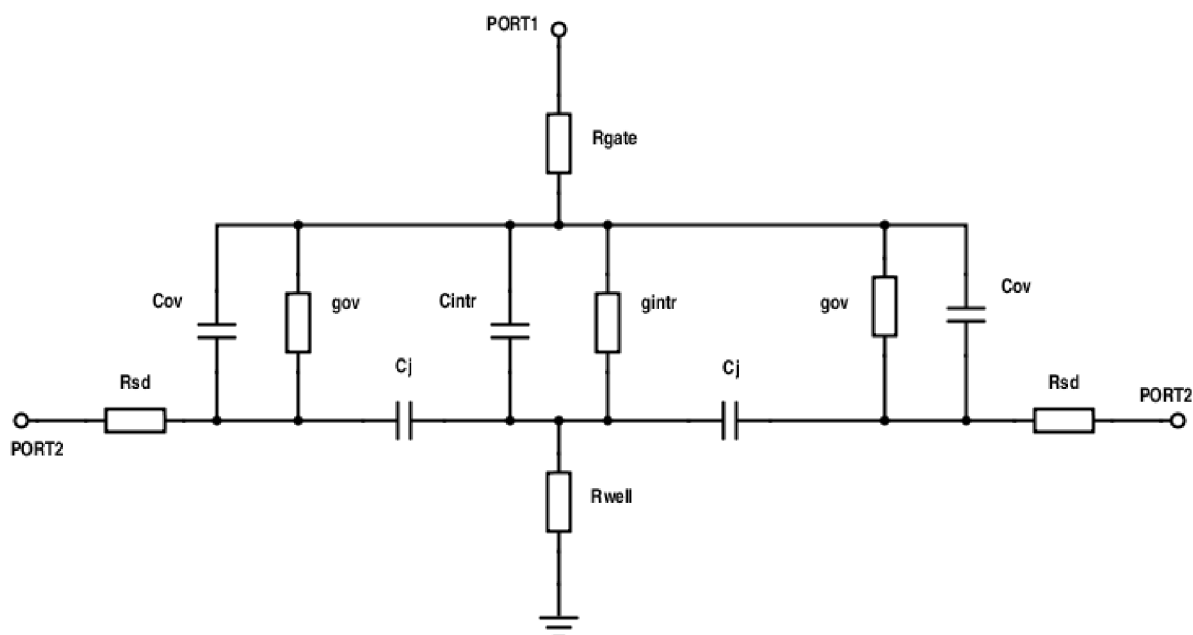 PORT1
Rgate
Cov
gov
Cintr
gintr
gov
Cov
Rsd
Cj
Cj
Rsd
PORT2
PORT2
Rwell